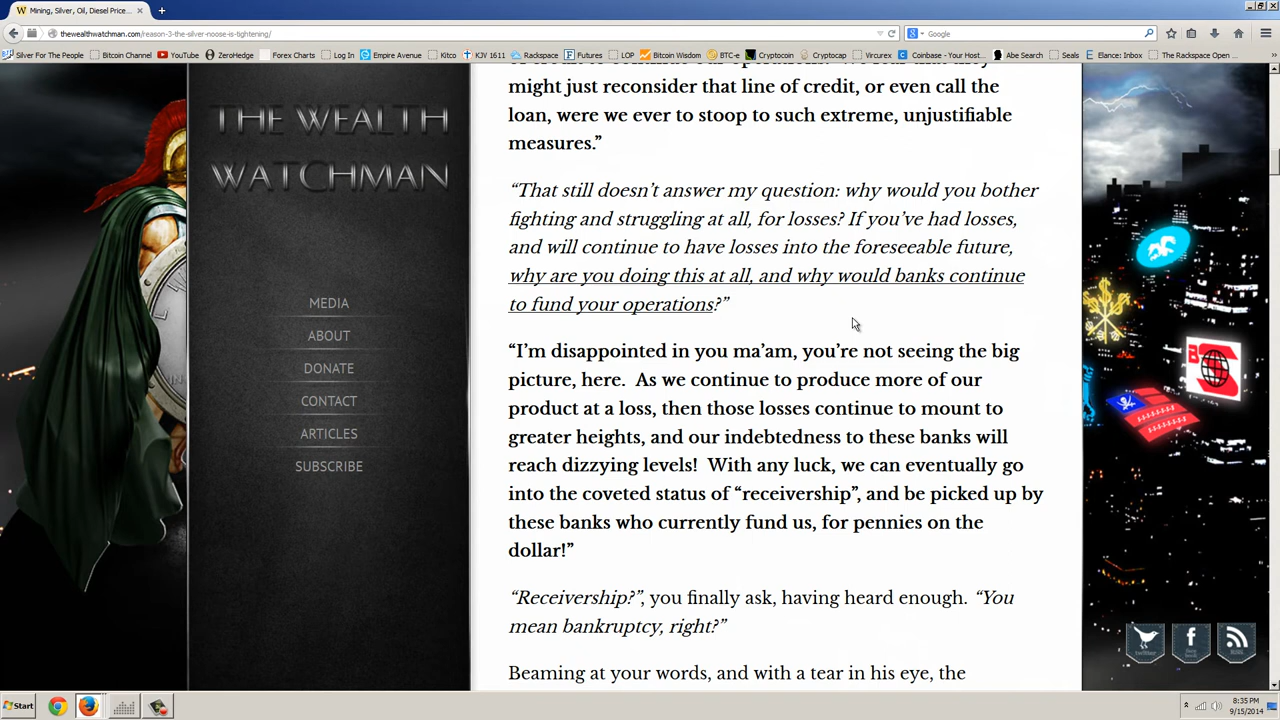 Mining, Silver, Oil, Diesel Price...
thewealthwatchman.com/reason-3-the-silver-noose-is-tightening/
Google
Silver For The People
Bitcoin Channel
YouTube
ZeroHedge
Forex Charts
Log In
Empire Avenue
Kitco
KJV 1611
Radspace
Futures
LOP
Bitcoin Wisdom
BTC-e
Cryptocoin
Wcurex
Cryptocap
Coinbase - Your Host...
Abe Search
Seals
Elance: Inbox
The Rackspace Open ...
THE WEALTH
WATCHMAN
MEDIA
ABOUT
DONATE
CONTACT
ARTICLES
SUBSCRIBE
might just reconsider that line of credit, or even call the
loan, were we ever to stoop to such extreme, unjustifiable
measures.”
“That still doesn’t answer my question: why would you bother
fighting and struggling at all, for losses? If you’ve had losses,
and will continue to have losses into the foreseeable future,
why are you doing this at all, and why would banks continue
to fund your operations?”
“I’m disappointed in you ma’am, you’re not seeing the big
picture, here.  As we continue to produce more of our
product at a loss, then those losses continue to mount to
greater heights, and our indebtedness to these banks will
reach dizzying levels!  With any luck, we can eventually go
into the coveted status of “receivership”, and be picked up by
these banks who currently fund us, for pennies on the
dollar!”
“Receivership?”, you finally ask, having heard enough. “You
mean bankruptcy, right?”
Beaming at your words, and with a tear in his eye, the
twitter
Start
8:35 PM
9/15/2014